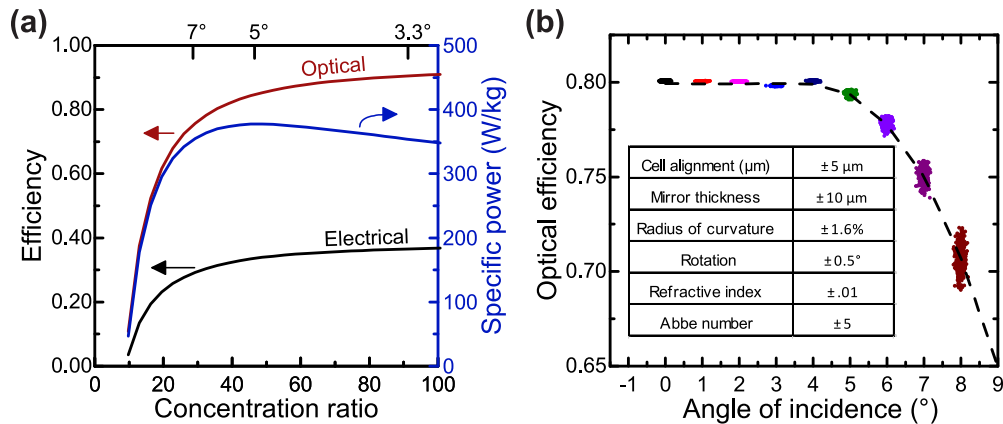 (a)
7° 5° 3.3°
1.00
0.80
0.60
0.40
0.20
0.00
Efficiency
Optical
Electrical
500
400
300
200
100
0
Specific power (W/kg)
0 20 40 60 80 100
Concentration ratio
(b)
0.80
0.75
0.70
0.65
Optical efficiency
Cell alignment (µm) ±5 µm
Mirror thickness ±10 µm
Radius of curvature ±1.6%
Rotation ±0.5°
Refractive index ±.01
Abbe number ±5
-1 0 1 2 3 4 5 6 7 8 9
Angle of incidence (°)